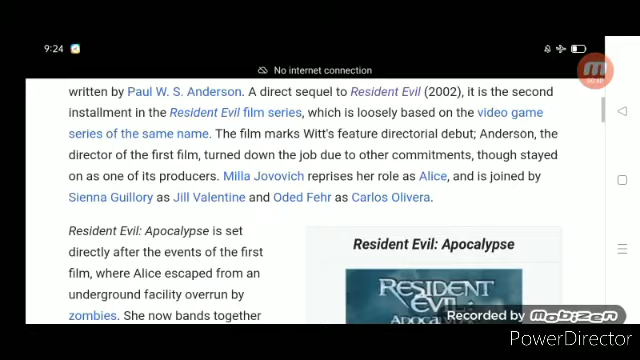 9:24
No internet connection
written by Paul W. S. Anderson. A direct sequel to Resident Evil (2002), it is the second
installment in the Resident Evil film series, which is loosely based on the video game
series of the same name. The film marks Witt's feature directorial debut; Anderson, the
director of the first film, turned down the job due to other commitments, though stayed
on as one of its producers. Milla Jovovich reprises her role as Alice, and is joined by
Sienna Guillory as Jill Valentine and Oded Fehr as Carlos Olivera.
Resident Evil: Apocalypse is set
directly after the events of the first
film, where Alice escaped from an
underground facility overrun by
zombies. She now bands together
Resident Evil: Apocalypse
RESIDENT
EVIL
Recorded by Mobizen
PowerDirector